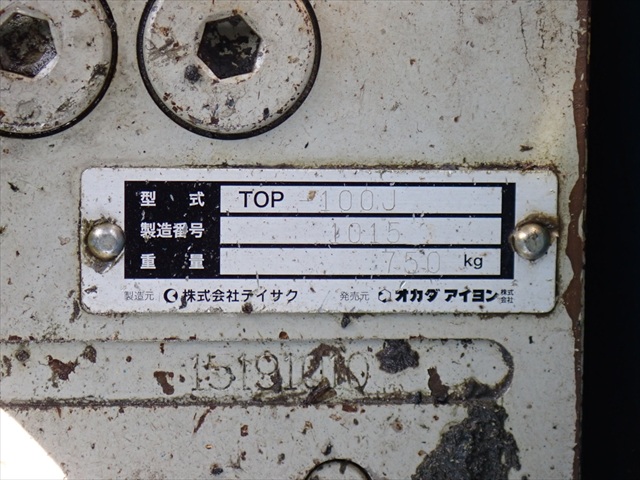 型式 TOP-100J
製造番号 1015
重量 750 kg
製造元 株式会社テイサク 発売元 オカダアイヨン株式会社
15191010